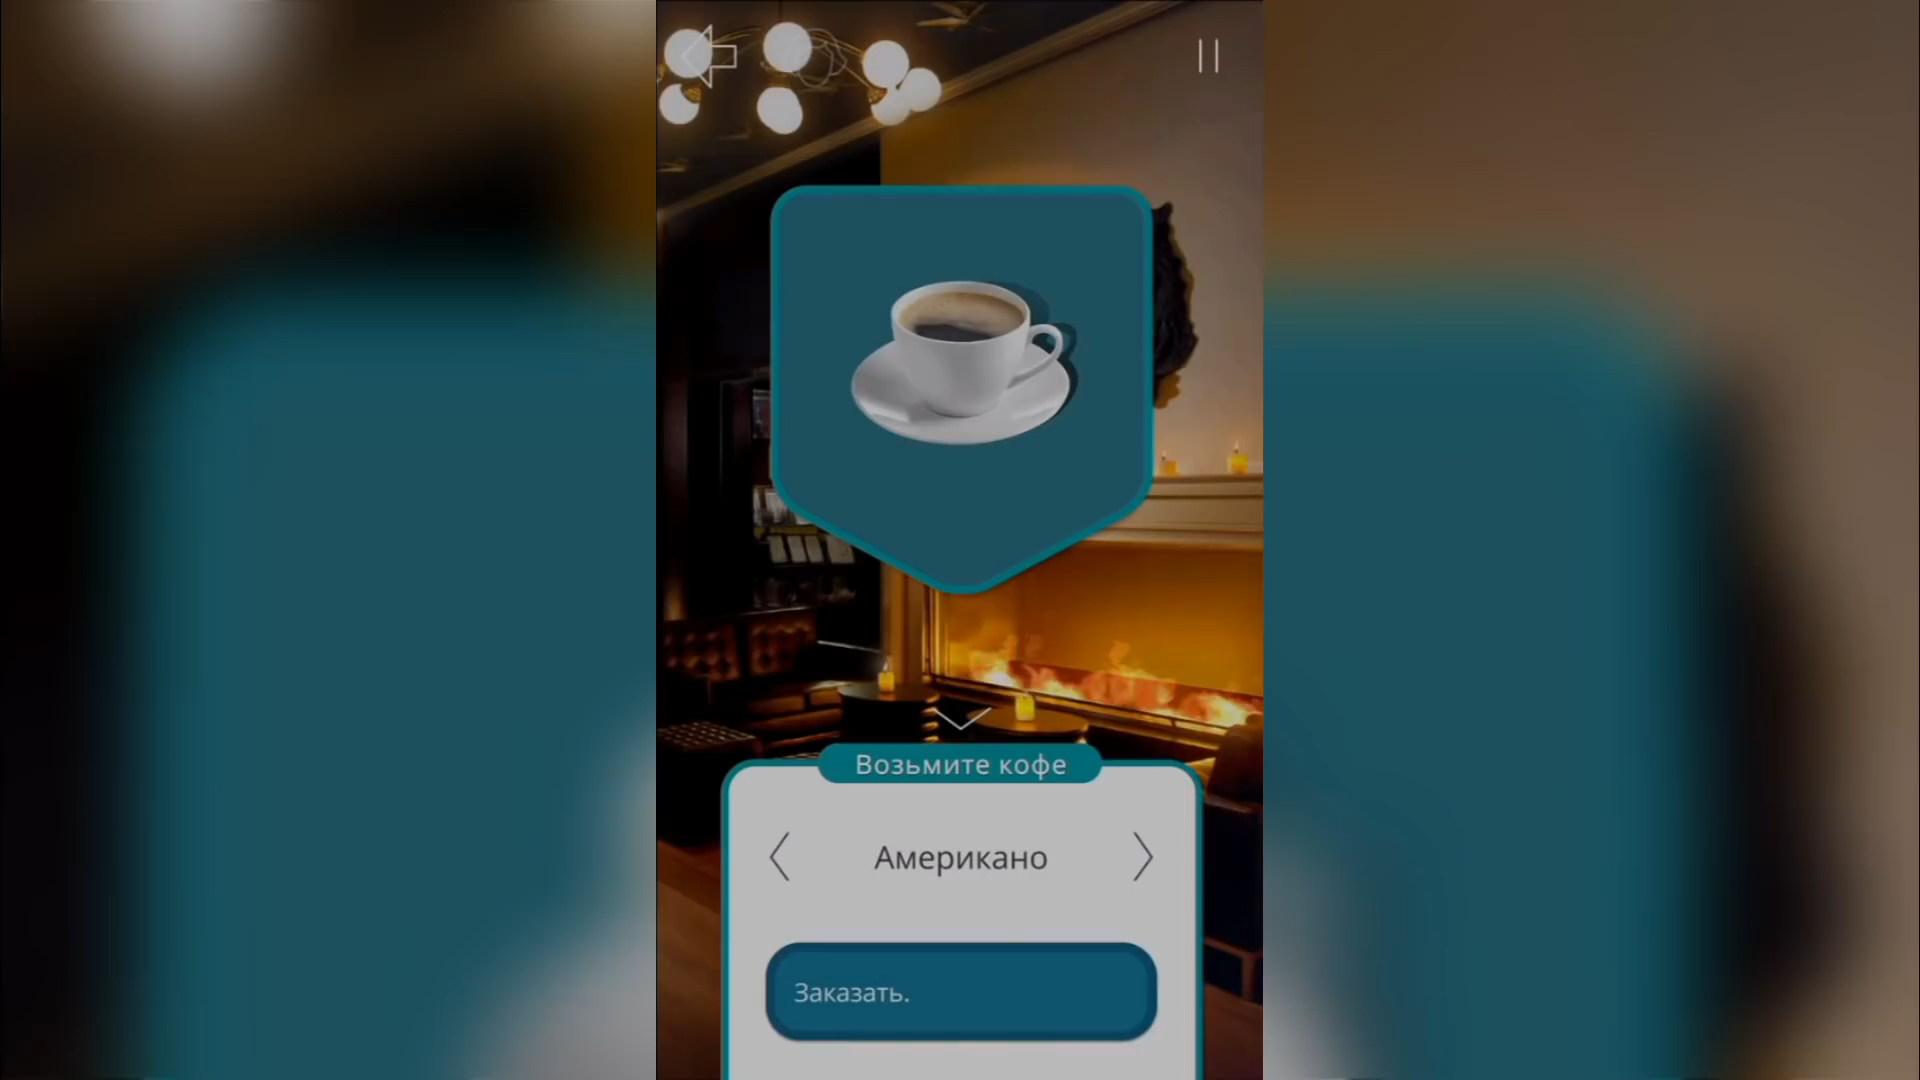 Возьмите кофе
Американо
Заказать.